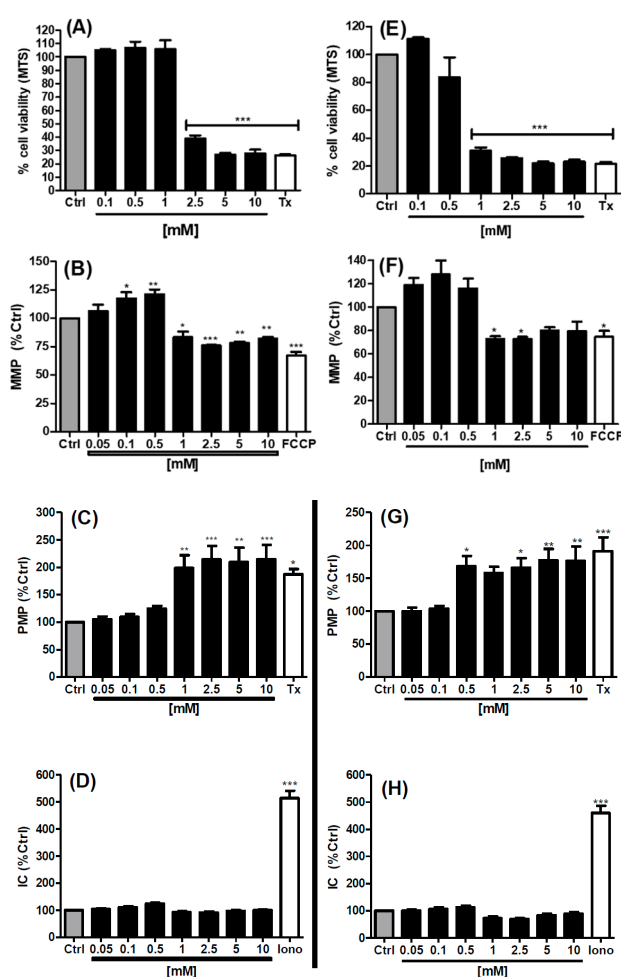 (A)
% cell viability (MTS)
120
110
100
90
80
70
60
50
40
30
20
10
0
***
Ctrl 0.1 0.5 1 2.5 5 10 Tx
[mM]
(E)
% cell viability (MTS)
120
100
80
60
40
20
0
***
Ctrl 0.1 0.5 1 2.5 5 10 Tx
[mM]
(B)
MMP (%Ctrl)
150
125
100
75
50
25
0
* ** * *** ** ** ***
Ctrl 0.05 0.1 0.5 1 2.5 5 10 FCCP
[mM]
(F)
MMP (%Ctrl)
140
120
100
80
60
40
20
0
* * *
Ctrl 0.05 0.1 0.5 1 2.5 5 10 FCCP
[mM]
(C)
PMP (%Ctrl)
300
250
200
150
100
50
0
** *** ** *** *
Ctrl 0.05 0.1 0.5 1 2.5 5 10 Tx
[mM]
(G)
PMP (%Ctrl)
250
200
150
100
50
0
* * ** ** ***
Ctrl 0.05 0.1 0.5 1 2.5 5 10 Tx
[mM]
(D)
IC (%Ctrl)
600
500
400
300
200
100
0
***
Ctrl 0.05 0.1 0.5 1 2.5 5 10 Iono
[mM]
(H)
IC (%Ctrl)
600
500
400
300
200
100
0
***
Ctrl 0.05 0.1 0.5 1 2.5 5 10 Iono
[mM]